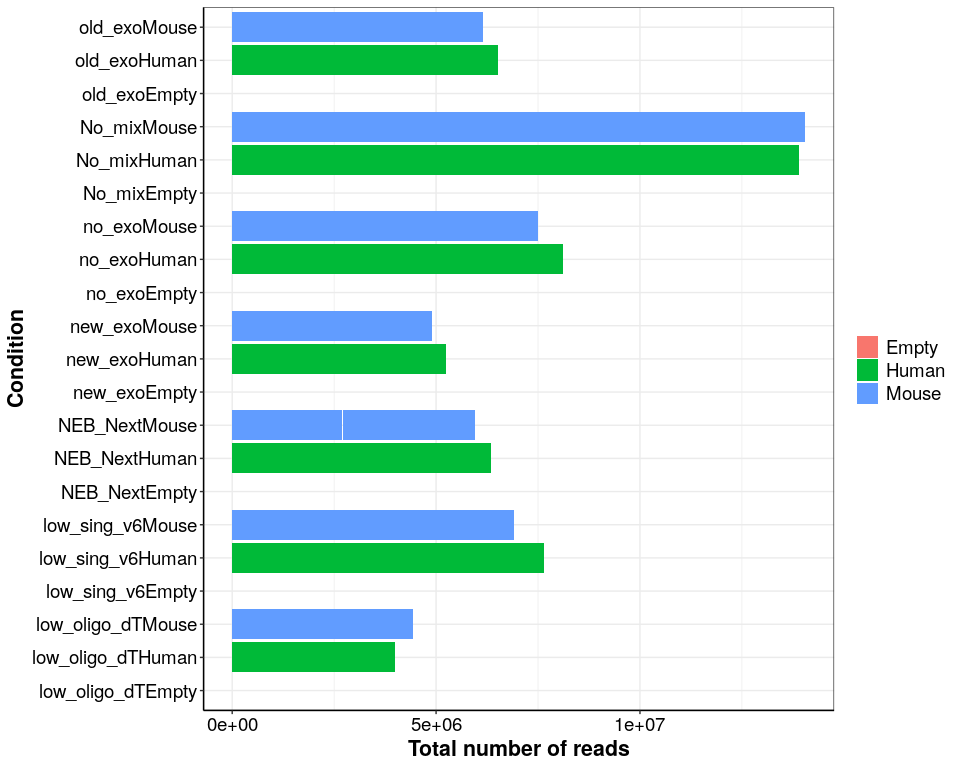 old_exoMouse
old_exoHuman
old_exoEmpty
No_mixMouse
No_mixHuman
No_mixEmpty
no_exoMouse
no_exoHuman
no_exoEmpty
new_exoMouse
new_exoHuman
new_exoEmpty
NEB_NextMouse
NEB_NextHuman
NEB_NextEmpty
low_sing_v6Mouse
low_sing_v6Human
low_sing_v6Empty
low_oligo_dTMouse
low_oligo_dTHuman
low_oligo_dTEmpty
Condition
0e+00 5e+06 1e+07
Total number of reads
Empty
Human
Mouse